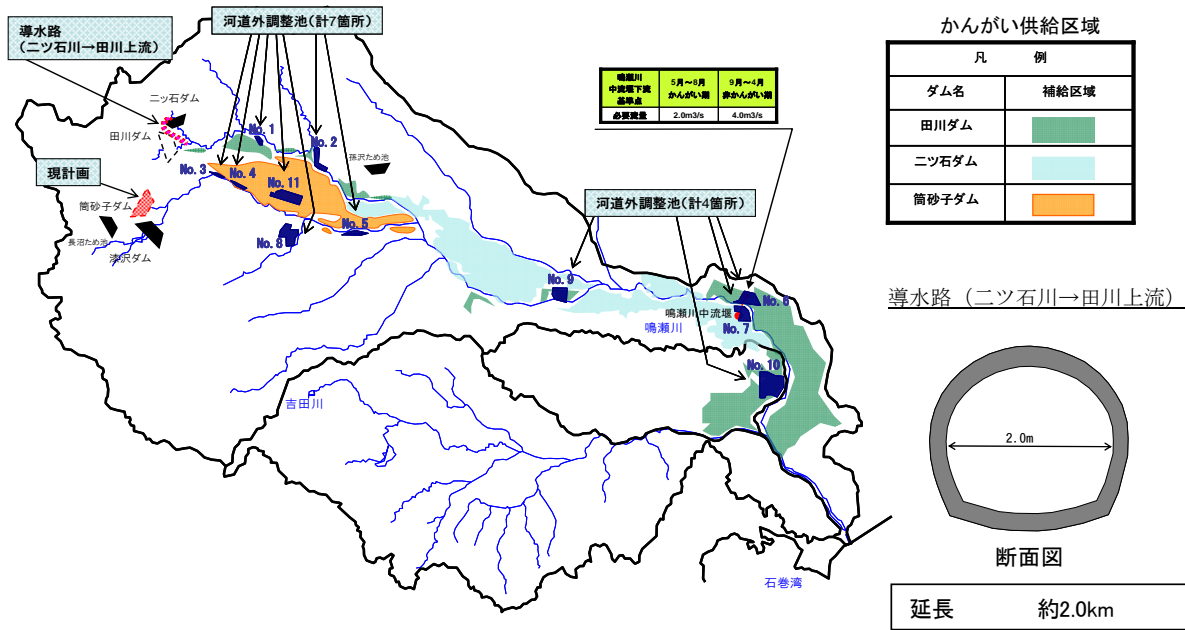 導水路
(二ツ石川→田川上流)
河道外調整池(計7箇所)
二ッ石ダム
田川ダム
現計画
筒砂子ダム
長沼ため池
漆沢ダム
No. 1
No. 2
No. 3
No. 4
No. 11
孫沢ため池
No. 5
No. 8
鳴瀬川
中流堰下流
基準点
5月~8月
かんがい期
9月~4月
非かんがい期
必要流量
2.0m3/s
4.0m3/s
河道外調整池(計4箇所)
No. 9
No. 6
鳴瀬川中流堰
No. 7
鳴瀬川
No. 10
吉田川
石巻湾
かんがい供給区域
凡 例
ダム名
補給区域
田川ダム
二ツ石ダム
筒砂子ダム
導水路(二ツ石川→田川上流)
2.0m
断面図
延長 約2.0km